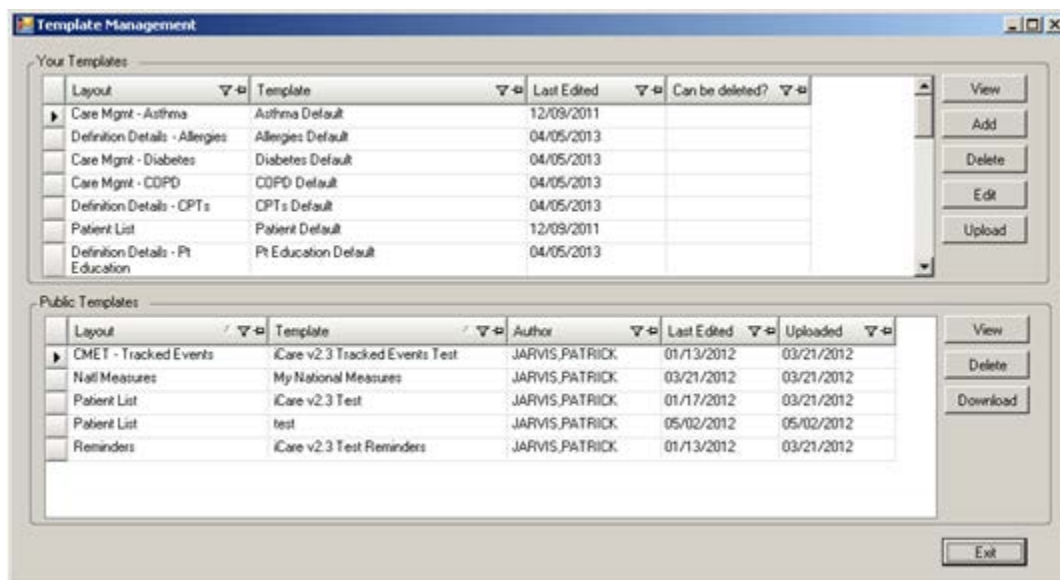 Template Management
Your Templates
Layout Template Last Edited Can be deleted?
Care Mgmt - Asthma Asthma Default 12/09/2011
Definition Details - Allergies Allergies Default 04/05/2013
Care Mgmt - Diabetes Diabetes Default 04/05/2013
Care Mgmt - COPD COPD Default 04/05/2013
Definition Details - CPTs CPTs Default 04/05/2013
Patient List Patient Default 12/09/2011
Definition Details - Pt Pt Education Default 04/05/2013
Education
View
Add
Delete
Edit
Upload
Public Templates
Layout Template Author Last Edited Uploaded
CMET - Tracked Events iCare v2.3 Tracked Events Test JARVIS,PATRICK 01/13/2012 03/21/2012
Natl Measures My National Measures JARVIS,PATRICK 03/21/2012 03/21/2012
Patient List iCare v2.3 Test JARVIS,PATRICK 01/17/2012 03/21/2012
Patient List test JARVIS,PATRICK 05/02/2012 05/02/2012
Reminders iCare v2.3 Test Reminders JARVIS,PATRICK 01/13/2012 03/21/2012
View
Delete
Download
Exit